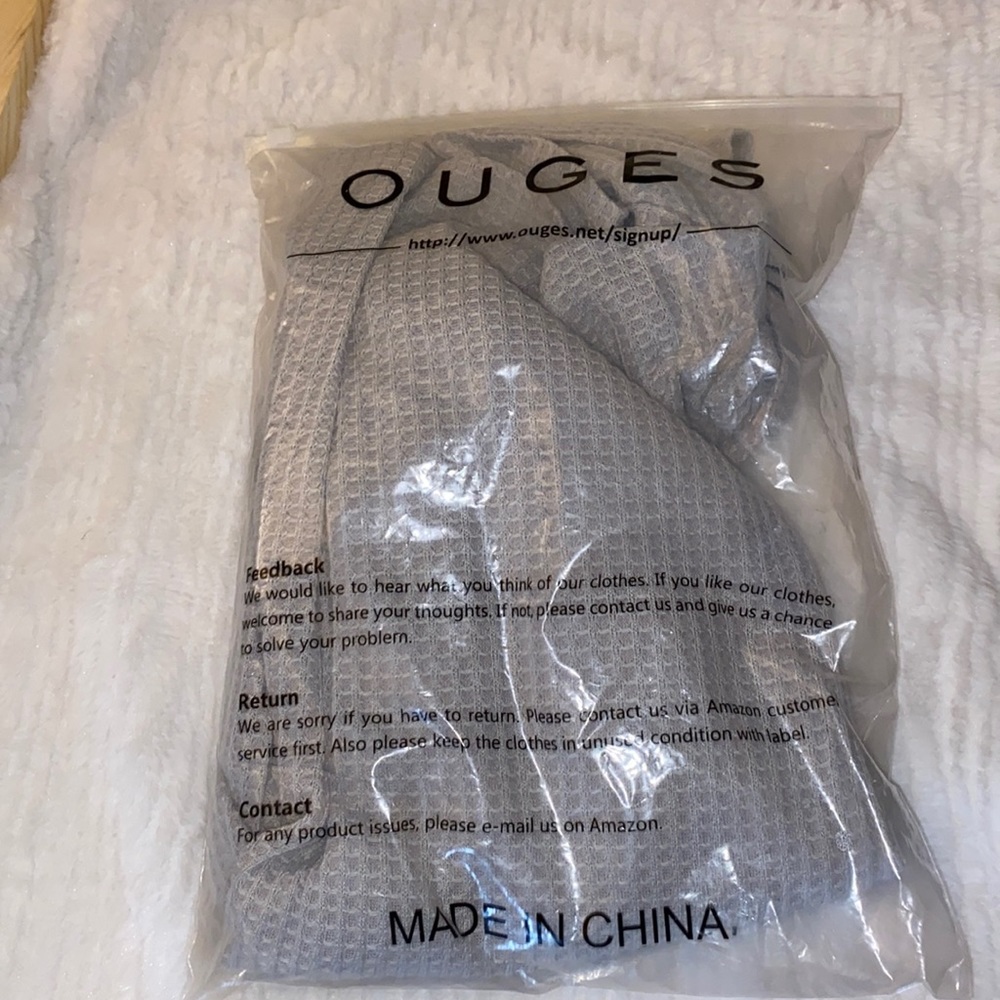 OUGES
http://www.ouges.net/signup/
Feedback
We would like to hear what you think of our clothes. If you like our clothes,
welcome to share your thoughts. If not, please contact us and give us a chance
to solve your problern.
Return
We are sorry if you have to return. Please contact us via Amazon custome
service first. Also please keep the clothes in unused condition with label.
Contact
For any product issues, please e-mail us on Amazon.
MADE IN CHINA.